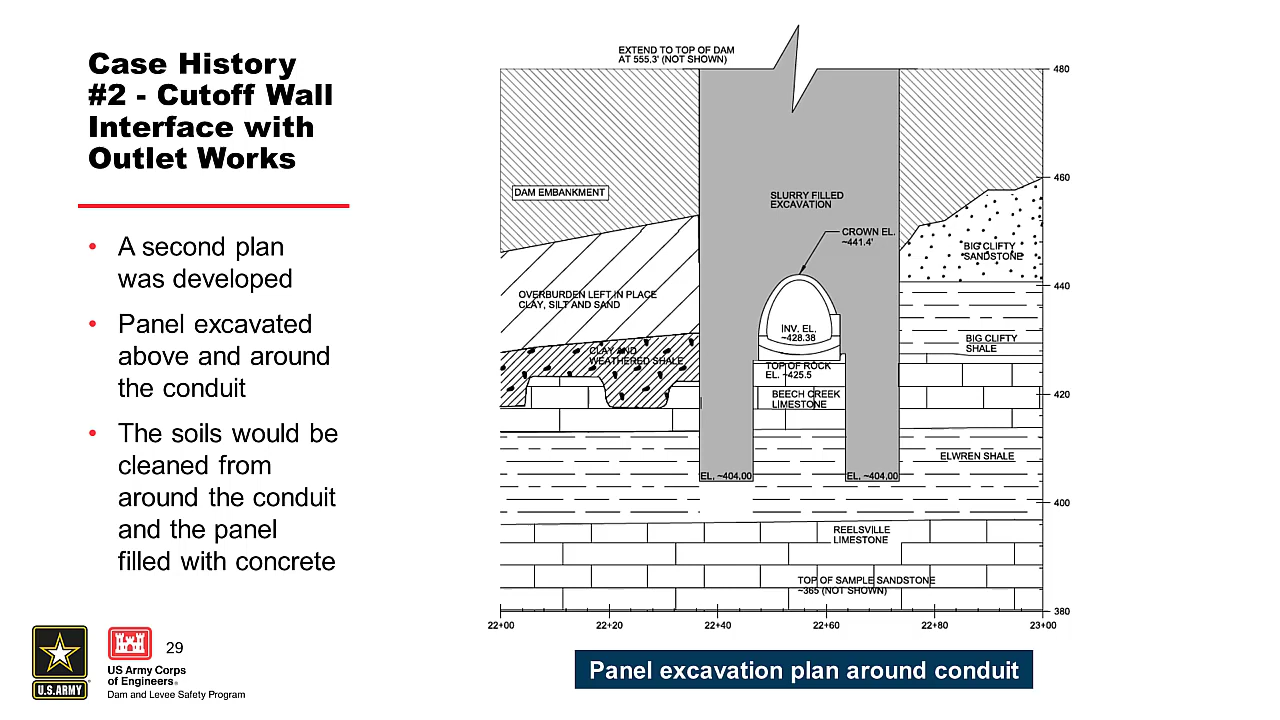 Case History
#2 - Cutoff Wall
Interface with
Outlet Works
• A second plan
was developed
• Panel excavated
above and around
the conduit
• The soils would be
cleaned from
around the conduit
and the panel
filled with concrete
EXTEND TO TOP OF DAM
AT 555.3' (NOT SHOWN)
480
460
440
420
400
380
DAM EMBANKMENT
SLURRY FILLED
EXCAVATION
CROWN EL.
~441.4'
BIG CLIFTY
SANDSTONE
OVERBURDEN LEFT IN PLACE
CLAY, SILT AND SAND
INV. EL.
~428.38
BIG CLIFTY
SHALE
CLAY AND
WEATHERED SHALE
TOP OF ROCK
EL. ~425.5
BEECH CREEK
LIMESTONE
ELWREN SHALE
EL. ~404.00
EL. ~404.00
REELSVILLE
LIMESTONE
TOP OF SAMPLE SANDSTONE
~365 (NOT SHOWN)
22+00
22+20
22+40
22+60
22+80
23+00
Panel excavation plan around conduit
U.S.ARMY
29
US Army Corps
of Engineers®
Dam and Levee Safety Program